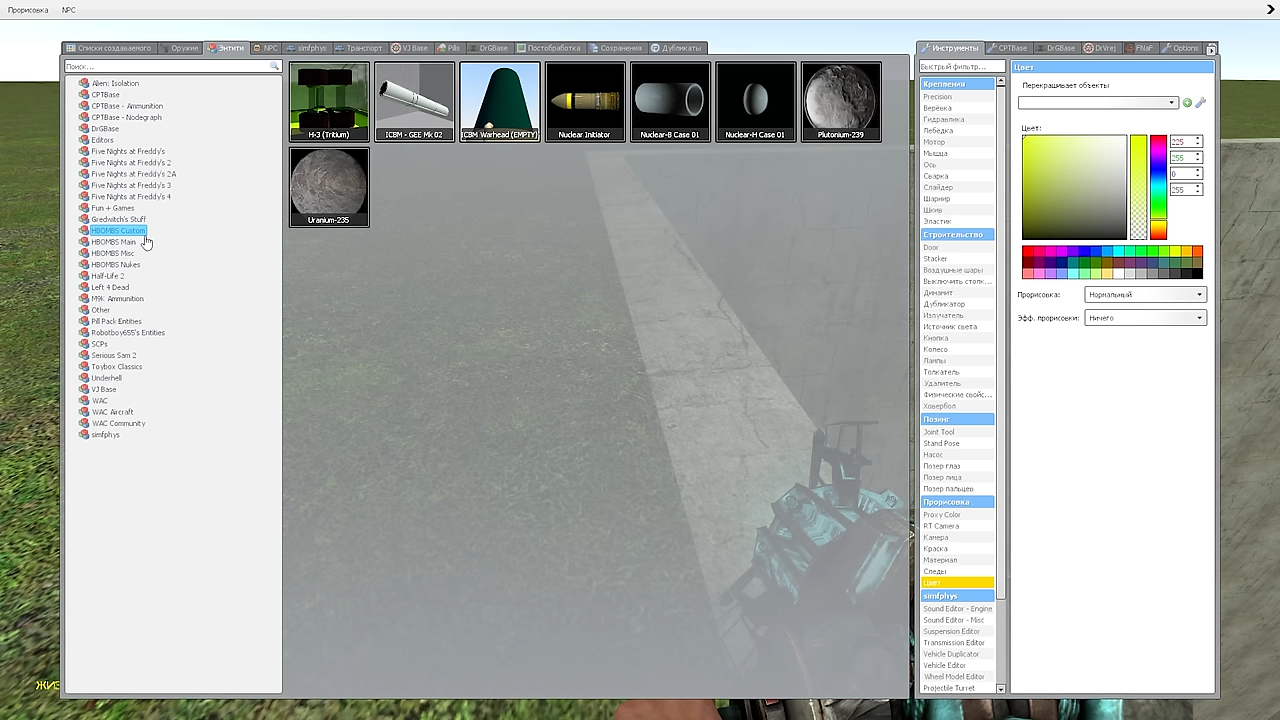 Прорисовка NPC
Списки создаваемого Оружие Энтити NPC simfphys Транспорт VJ Base Pills DrGBase Постобработка Сохранения Дубликаты
Поиск...
Alien: Isolation
CPTBase
CPTBase - Ammunition
CPTBase - Nodegraph
DrGBase
Editors
Five Nights at Freddy's
Five Nights at Freddy's 2
Five Nights at Freddy's 2A
Five Nights at Freddy's 3
Five Nights at Freddy's 4
Fun + Games
Gredwitch's Stuff
HBOMBS Custom
HBOMBS Main
HBOMBS Misc
HBOMBS Nukes
Half-Life 2
Left 4 Dead
M9K Ammunition
Other
Pill Pack Entities
Robotboy655's Entities
SCPs
Serious Sam 2
Toybox Classics
Underhell
VJ Base
WAC
WAC Aircraft
WAC Community
simfphys
H-3 (Tritium)
ICBM - GEE Mk 02
ICBM Warhead (EMPTY)
Nuclear Initiator
Nuclear-B Case 01
Nuclear-H Case 01
Plutonium-239
Uranium-235
Инструменты CPTBase DrGBase DrVrej FNaF Options
Быстрый фильтр...
Крепления
Precision
Верёвка
Гидравлика
Лебёдка
Мотор
Мышца
Ось
Сварка
Слайдер
Шарнир
Шкив
Эластик
Строительство
Door
Stacker
Воздушные шары
Выключить столк...
Динамит
Дубликатор
Излучатель
Источник света
Кнопка
Колесо
Лампы
Толкатель
Удалитель
Физические свойс...
Ховербол
Позинг
Joint Tool
Stand Pose
Насос
Позер глаз
Позер лица
Позер пальцев
Прорисовка
Proxy Color
RT Camera
Камера
Краска
Материал
Следы
Цвет
simfphys
Sound Editor - Engine
Sound Editor - Misc
Suspension Editor
Transmission Editor
Vehicle Duplicator
Vehicle Editor
Wheel Model Editor
Projectile Turret
Цвет
Перекрашивает объекты
Цвет:
225
255
0
255
Прорисовка: Нормальный
Эфф. прорисовки: Ничего